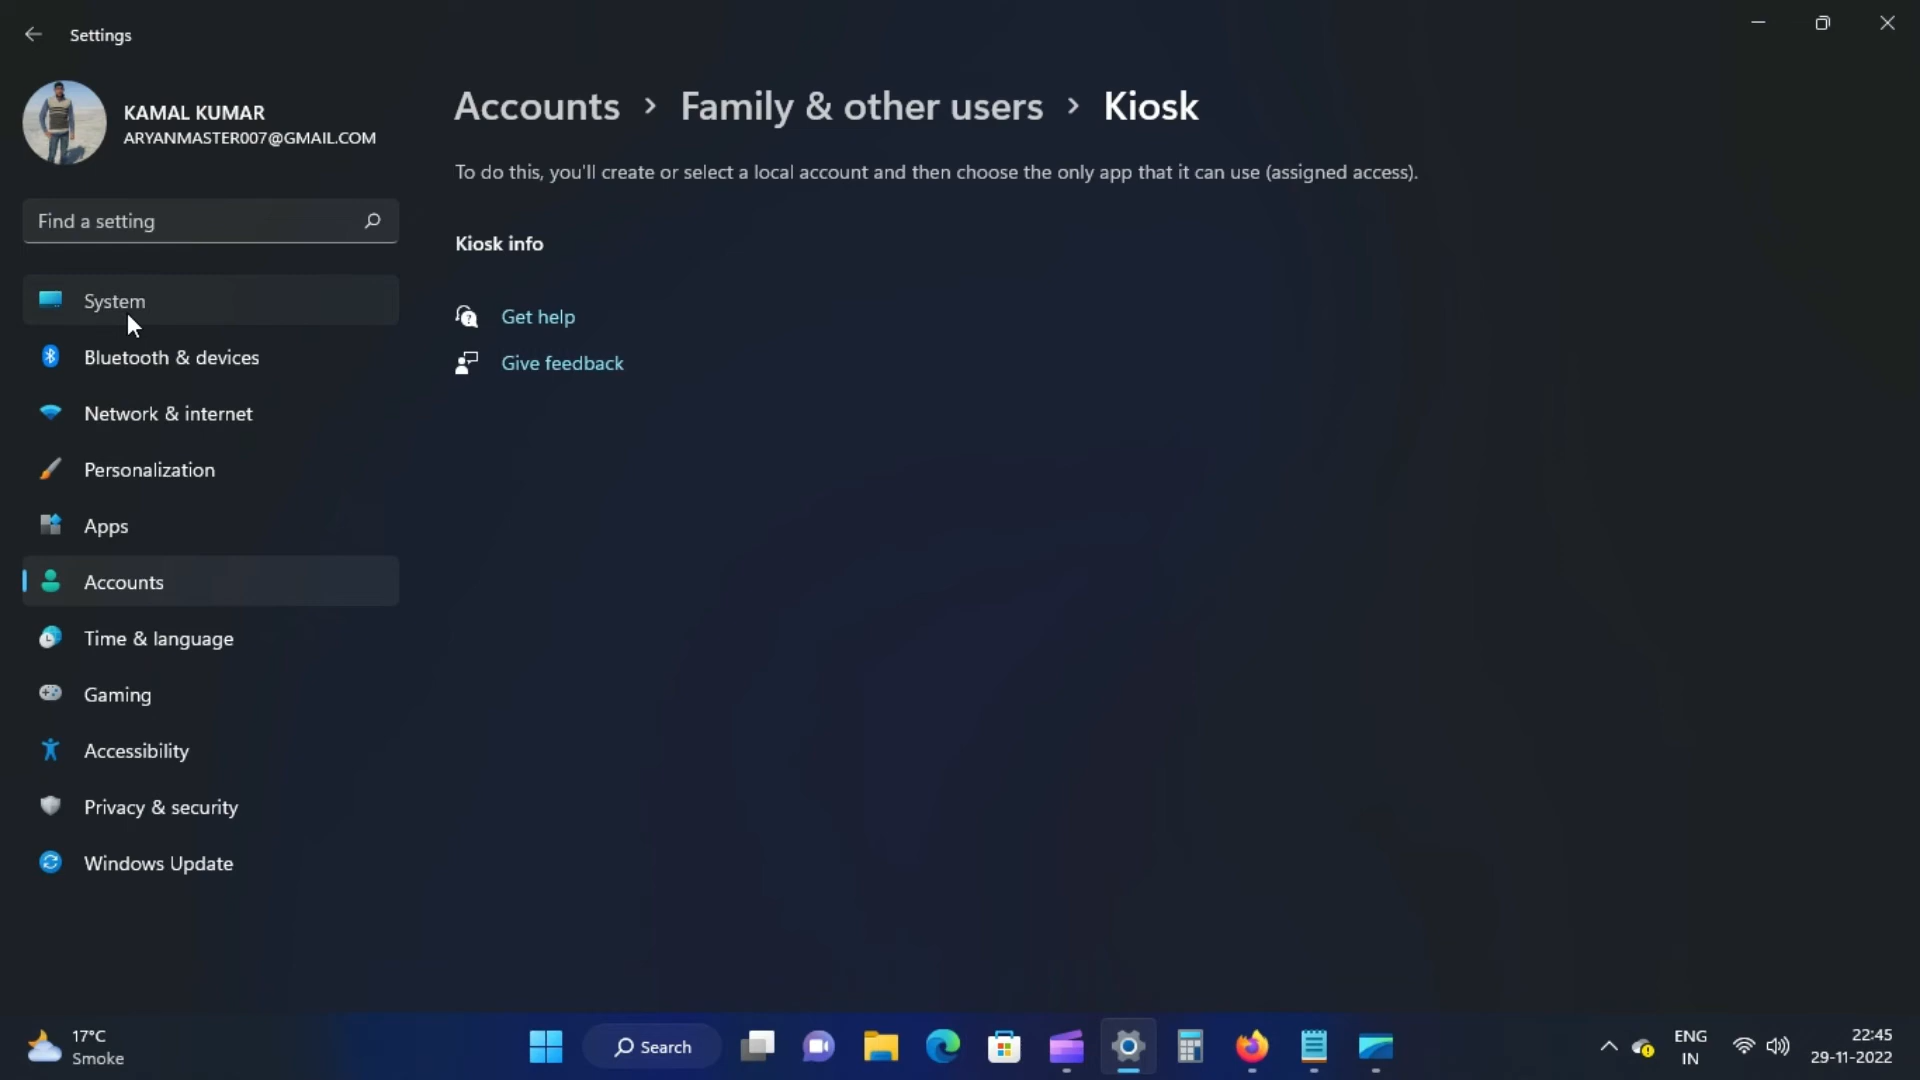 Settings
KAMAL KUMAR
ARYANMASTER007@GMAIL.COM
Find a setting
System
Bluetooth & devices
Network & internet
Personalization
Apps
Accounts
Time & language
Gaming
Accessibility
Privacy & security
Windows Update
Accounts > Family & other users > Kiosk
To do this, you'll create or select a local account and then choose the only app that it can use (assigned access).
Kiosk info
Get help
Give feedback
17°C
Smoke
Search
ENG
IN
22:45
29-11-2022